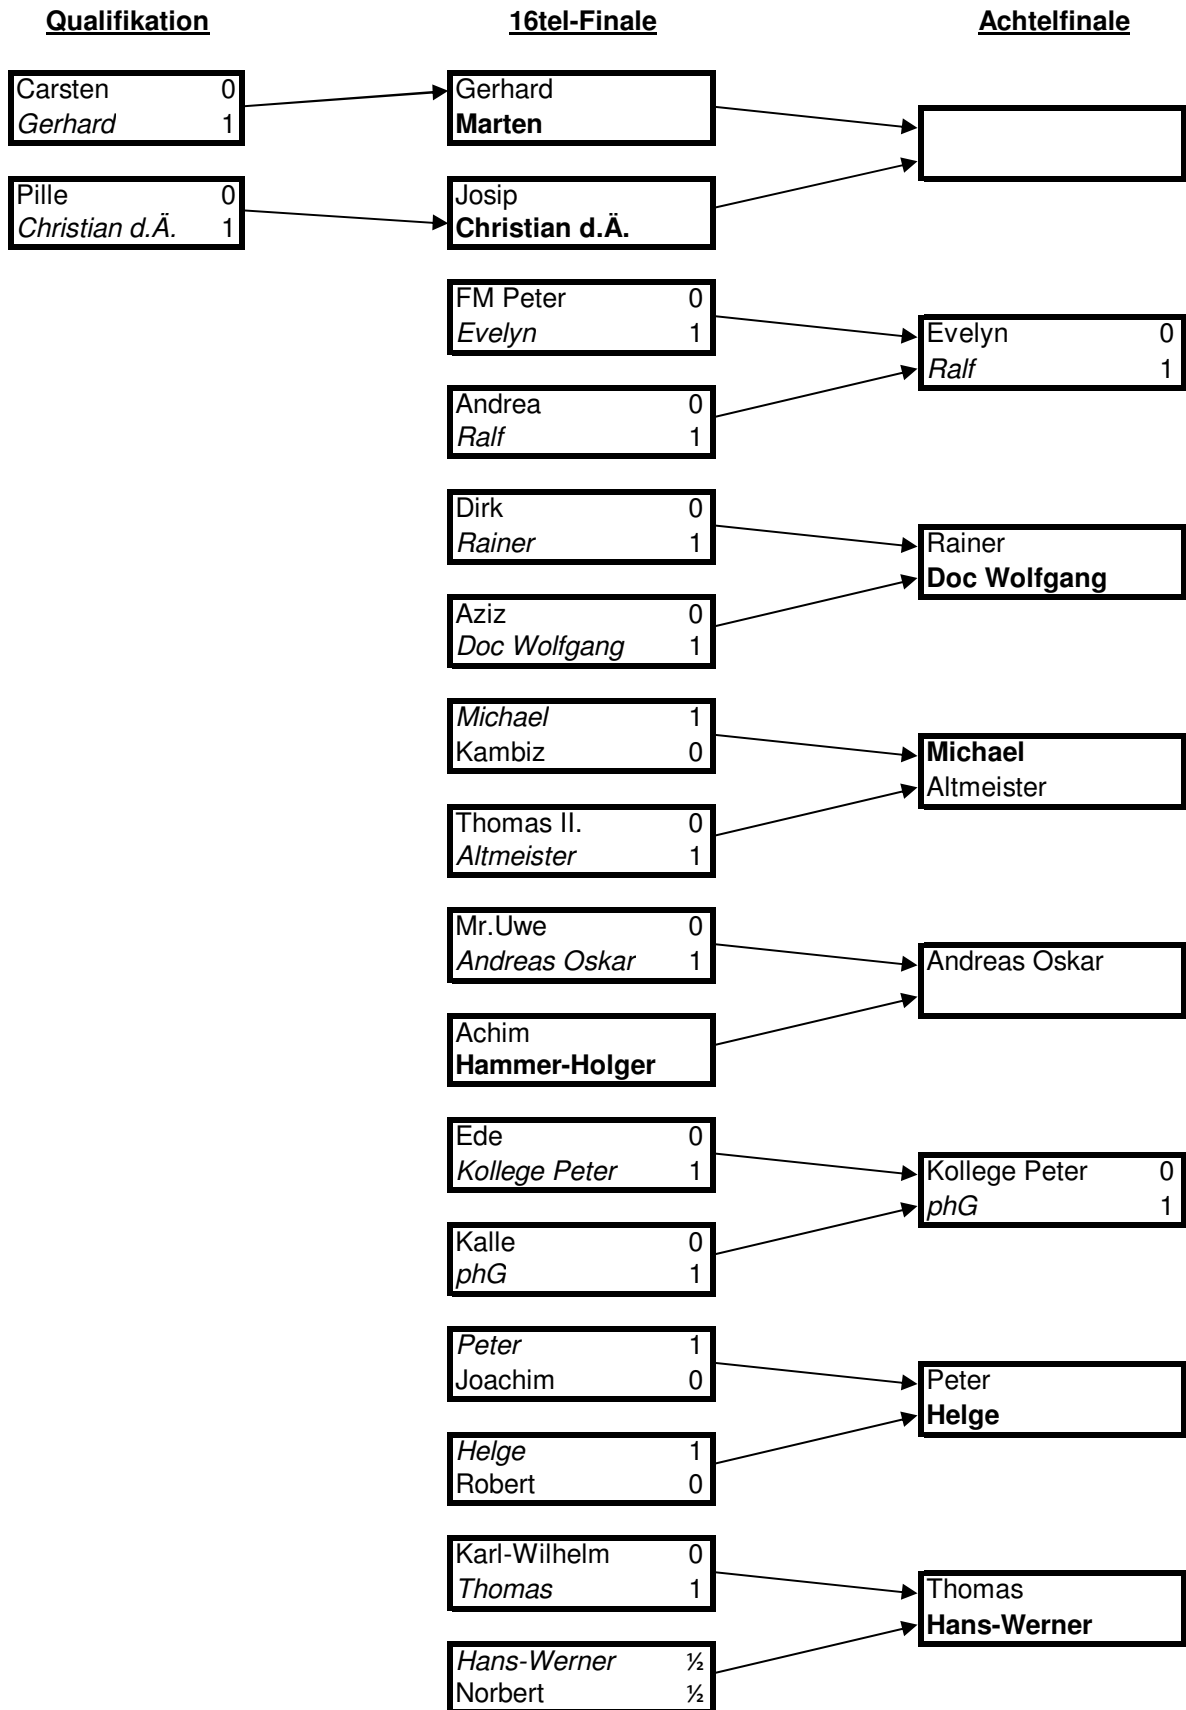 Qualifikation 16tel-Finale Achtelfinale
Carsten 0
Gerhard 1
Pille 0
Christian d.Ä. 1
Gerhard
Marten
Josip
Christian d.Ä.
FM Peter 0
Evelyn 1
Andrea 0
Ralf 1
Dirk 0
Rainer 1
Aziz 0
Doc Wolfgang 1
Michael 1
Kambiz 0
Thomas II. 0
Altmeister 1
Mr.Uwe 0
Andreas Oskar 1
Achim
Hammer-Holger
Ede 0
Kollege Peter 1
Kalle 0
phG 1
Peter 1
Joachim 0
Helge 1
Robert 0
Karl-Wilhelm 0
Thomas 1
Hans-Werner ½
Norbert ½
Evelyn 0
Ralf 1
Rainer
Doc Wolfgang
Michael
Altmeister
Andreas Oskar
Kollege Peter 0
phG 1
Peter
Helge
Thomas
Hans-Werner